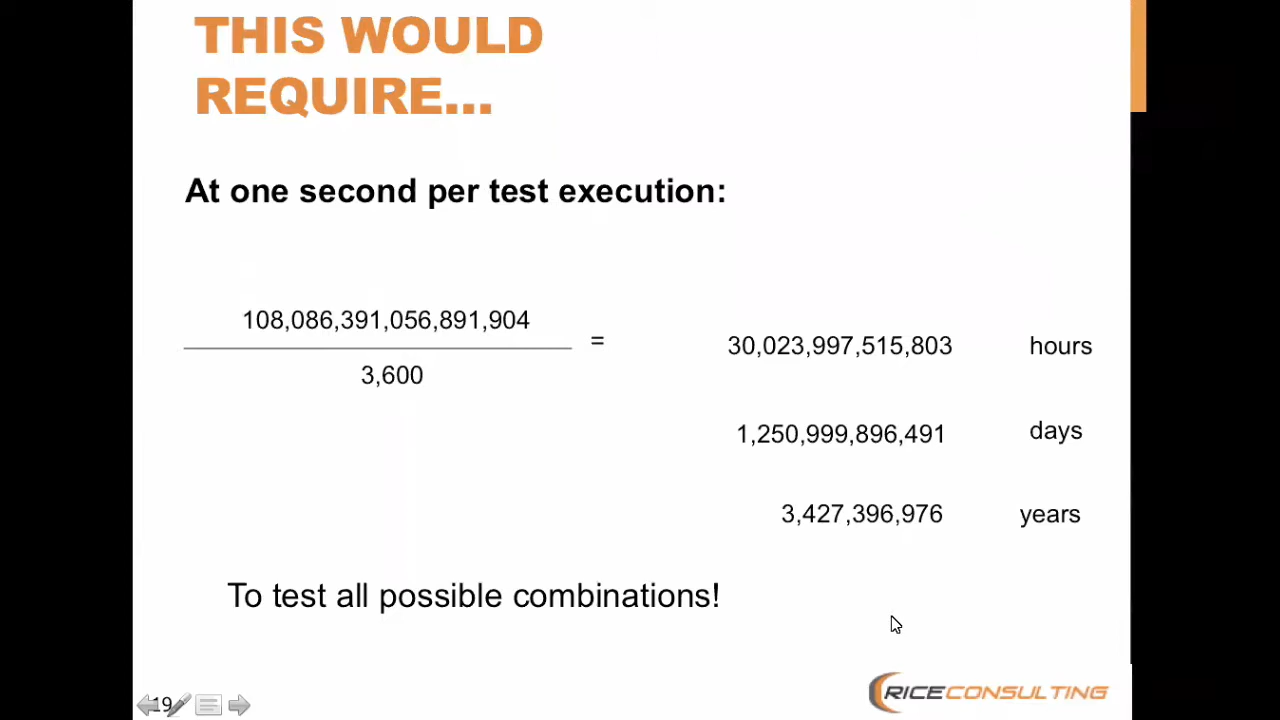 THIS WOULD
REQUIRE...
At one second per test execution:
108,086,391,056,891,904
=
3,600
30,023,997,515,803 hours
1,250,999,896,491 days
3,427,396,976 years
To test all possible combinations!
19
RICECONSULTING